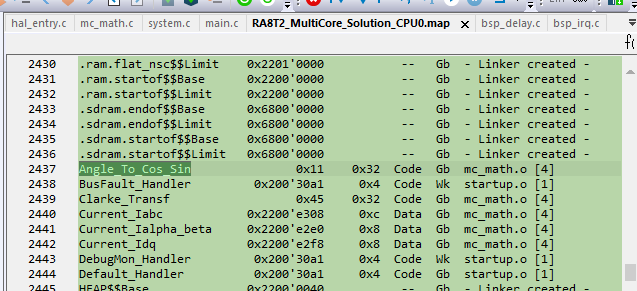 hal_entry.c mc_math.c system.c main.c RA8T2_MultiCore_Solution_CPU0.map bsp_delay.c bsp_irq.c
2430 .ram.flat_nsc$$Limit 0x2201'0000 -- Gb - Linker created -
2431 .ram.startof$$Base 0x2200'0000 -- Gb - Linker created -
2432 .ram.startof$$Limit 0x2200'0000 -- Gb - Linker created -
2433 .sdram.endof$$Base 0x6800'0000 -- Gb - Linker created -
2434 .sdram.endof$$Limit 0x6800'0000 -- Gb - Linker created -
2435 .sdram.startof$$Base 0x6800'0000 -- Gb - Linker created -
2436 .sdram.startof$$Limit 0x6800'0000 -- Gb - Linker created -
2437 Angle_To_Cos_Sin 0x11 0x32 Code Gb mc_math.o [4]
2438 BusFault_Handler 0x200'30a1 0x4 Code Wk startup.o [1]
2439 Clarke_Transf 0x45 0x32 Code Gb mc_math.o [4]
2440 Current_Iabc 0x2200'e308 0xc Data Gb mc_math.o [4]
2441 Current_Ialpha_beta 0x2200'e2e0 0x8 Data Gb mc_math.o [4]
2442 Current_Idq 0x2200'e2f8 0x8 Data Gb mc_math.o [4]
2443 DebugMon_Handler 0x200'30a1 0x4 Code Wk startup.o [1]
2444 Default_Handler 0x200'30a1 0x4 Code Gb startup.o [1]
2445 HEAP$$Base 0x2200'0040 -- Gb - Linker created -